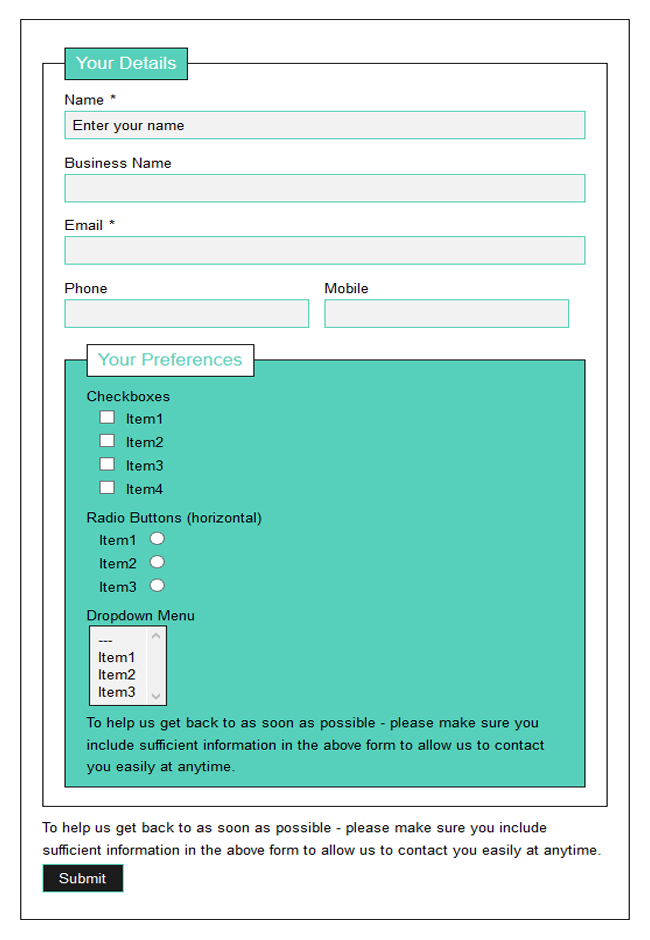 Your Details
Name *
Enter your name
Business Name
Email *
Phone
Mobile
Your Preferences
Checkboxes
Item1
Item2
Item3
Item4
Radio Buttons (horizontal)
Item1
Item2
Item3
Dropdown Menu
---
Item1
Item2
Item3
To help us get back to as soon as possible - please make sure you
include sufficient information in the above form to allow us to contact
you easily at anytime.
To help us get back to as soon as possible - please make sure you include
sufficient information in the above form to allow us to contact you easily at anytime.
Submit